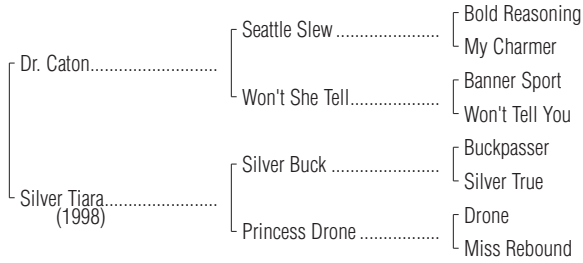 Bold Reasoning
Seattle Slew ....................
My Charmer
Dr. Caton.........................
Banner Sport
Won't She Tell..................
Won't Tell You
Buckpasser
Silver Buck .....................
Silver True
Silver Tiara......................
(1998)
Drone
Princess Drone ...............
Miss Rebound